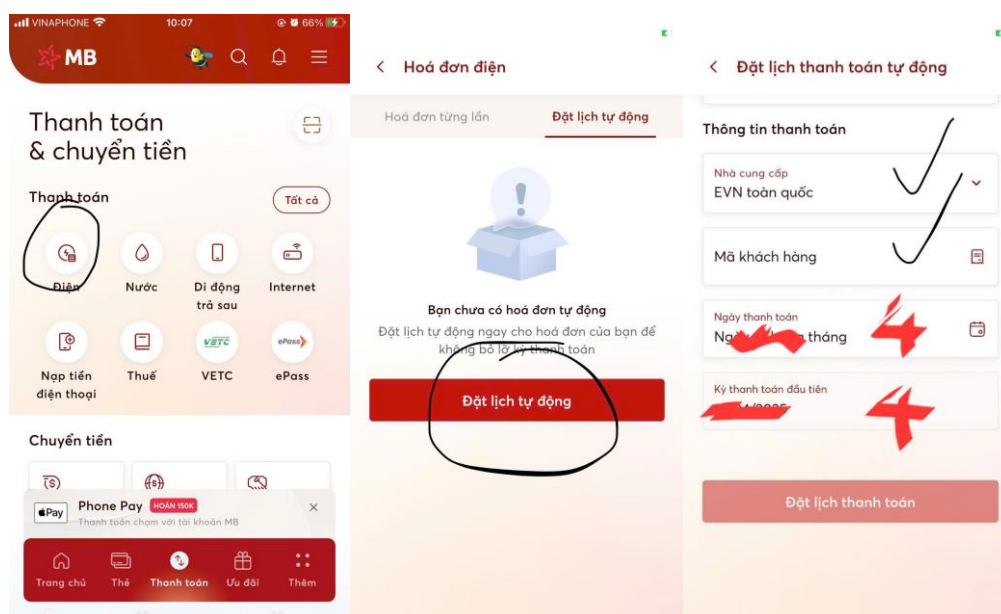 VINAPHONE
10:07
66%
MB
Thanh toán
& chuyển tiền
Thanh toán
Tất cả
Điện
Nước
Di động
trả sau
Internet
Nạp tiền
điện thoại
Thuế
VETC
VETC
ePass
ePass
Chuyển tiền
Pay
Phone Pay
HOÀN 150K
Thanh toán chạm với tài khoản MB
Trang chủ
Thẻ
Thanh toán
Ưu đãi
Thêm
Hoá đơn điện
Hoá đơn từng lần
Đặt lịch tự động
Bạn chưa có hoá đơn tự động
Đặt lịch tự động ngay cho hoá đơn của bạn để
không bỏ lỡ kỳ thanh toán
Đặt lịch tự động
Đặt lịch thanh toán tự động
Thông tin thanh toán
Nhà cung cấp
EVN toàn quốc
Mã khách hàng
Ngày thanh toán
tháng
4
Kỳ thanh toán đầu tiên
4
Đặt lịch thanh toán